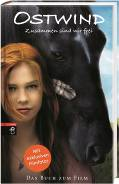 OSTWIND
Zusammen sind wir frei
Mit
exklusiven
Filmfotos
DAS BUCH ZUM FILM